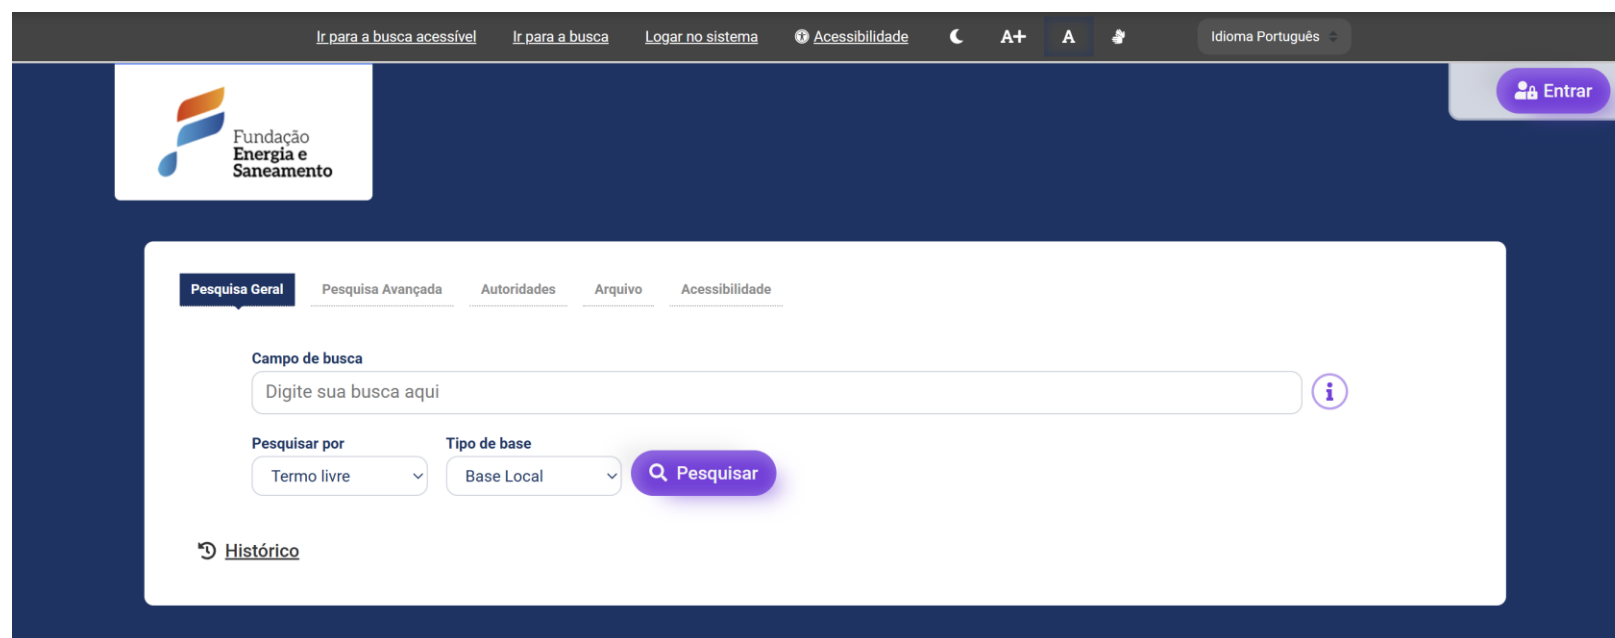 Ir para a busca acessível Ir para a busca Logar no sistema Acessibilidade A+ A Idioma Português
Entrar
Fundação
Energia e
Saneamento
Pesquisa Geral Pesquisa Avançada Autoridades Arquivo Acessibilidade
Campo de busca
Digite sua busca aqui
Pesquisar por Tipo de base
Termo livre Base Local Pesquisar
Histórico